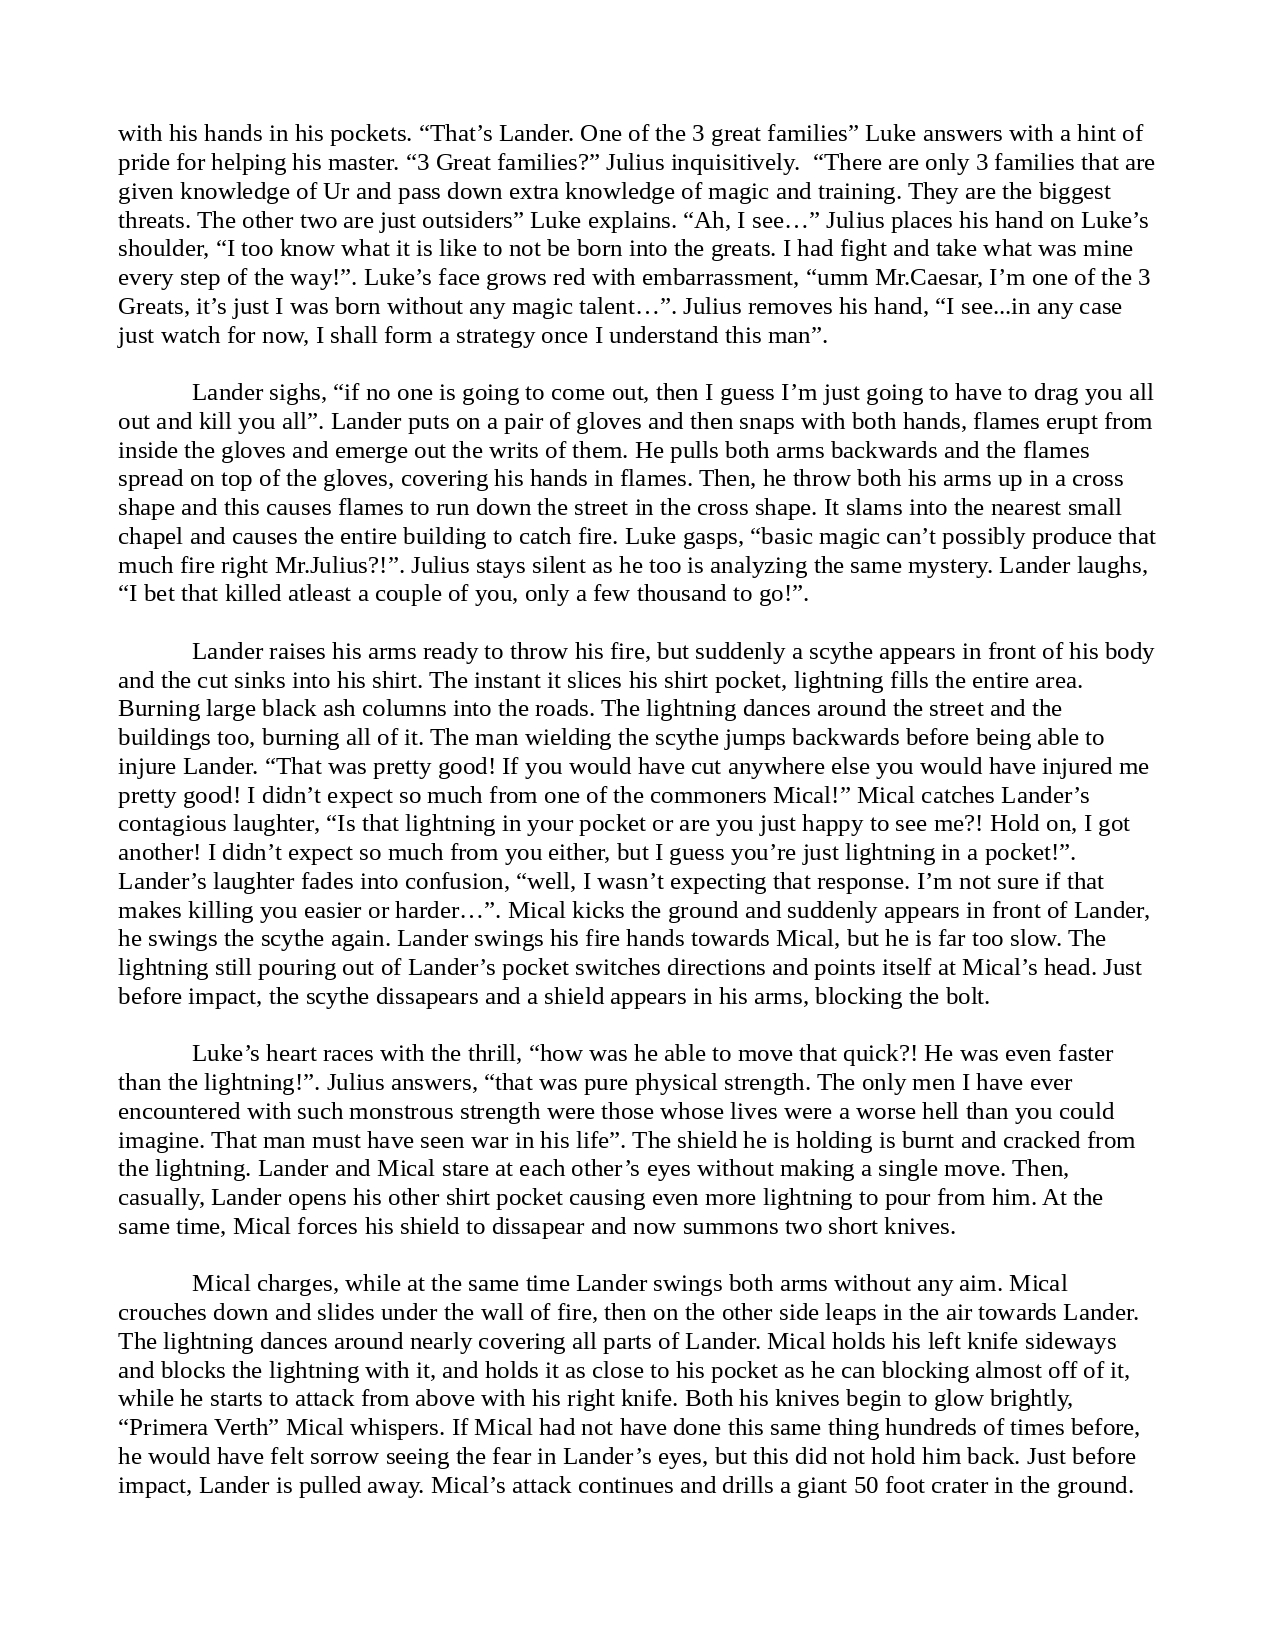 with his hands in his pockets. “That’s Lander. One of the 3 great families” Luke answers with a hint of
pride for helping his master. “3 Great families?” Julius inquisitively.  “There are only 3 families that are
given knowledge of Ur and pass down extra knowledge of magic and training. They are the biggest
threats. The other two are just outsiders” Luke explains. “Ah, I see…” Julius places his hand on Luke’s
shoulder, “I too know what it is like to not be born into the greats. I had fight and take what was mine
every step of the way!”. Luke’s face grows red with embarrassment, “umm Mr.Caesar, I’m one of the 3
Greats, it’s just I was born without any magic talent…”. Julius removes his hand, “I see...in any case
just watch for now, I shall form a strategy once I understand this man”.
Lander sighs, “if no one is going to come out, then I guess I’m just going to have to drag you all
out and kill you all”. Lander puts on a pair of gloves and then snaps with both hands, flames erupt from
inside the gloves and emerge out the writs of them. He pulls both arms backwards and the flames
spread on top of the gloves, covering his hands in flames. Then, he throw both his arms up in a cross
shape and this causes flames to run down the street in the cross shape. It slams into the nearest small
chapel and causes the entire building to catch fire. Luke gasps, “basic magic can’t possibly produce that
much fire right Mr.Julius?!”. Julius stays silent as he too is analyzing the same mystery. Lander laughs,
“I bet that killed atleast a couple of you, only a few thousand to go!”.
Lander raises his arms ready to throw his fire, but suddenly a scythe appears in front of his body
and the cut sinks into his shirt. The instant it slices his shirt pocket, lightning fills the entire area.
Burning large black ash columns into the roads. The lightning dances around the street and the
buildings too, burning all of it. The man wielding the scythe jumps backwards before being able to
injure Lander. “That was pretty good! If you would have cut anywhere else you would have injured me
pretty good! I didn’t expect so much from one of the commoners Mical!” Mical catches Lander’s
contagious laughter, “Is that lightning in your pocket or are you just happy to see me?! Hold on, I got
another! I didn’t expect so much from you either, but I guess you’re just lightning in a pocket!”.
Lander’s laughter fades into confusion, “well, I wasn’t expecting that response. I’m not sure if that
makes killing you easier or harder…”. Mical kicks the ground and suddenly appears in front of Lander,
he swings the scythe again. Lander swings his fire hands towards Mical, but he is far too slow. The
lightning still pouring out of Lander’s pocket switches directions and points itself at Mical’s head. Just
before impact, the scythe dissapears and a shield appears in his arms, blocking the bolt.
Luke’s heart races with the thrill, “how was he able to move that quick?! He was even faster
than the lightning!”. Julius answers, “that was pure physical strength. The only men I have ever
encountered with such monstrous strength were those whose lives were a worse hell than you could
imagine. That man must have seen war in his life”. The shield he is holding is burnt and cracked from
the lightning. Lander and Mical stare at each other’s eyes without making a single move. Then,
casually, Lander opens his other shirt pocket causing even more lightning to pour from him. At the
same time, Mical forces his shield to dissapear and now summons two short knives.
Mical charges, while at the same time Lander swings both arms without any aim. Mical
crouches down and slides under the wall of fire, then on the other side leaps in the air towards Lander.
The lightning dances around nearly covering all parts of Lander. Mical holds his left knife sideways
and blocks the lightning with it, and holds it as close to his pocket as he can blocking almost off of it,
while he starts to attack from above with his right knife. Both his knives begin to glow brightly,
“Primera Verth” Mical whispers. If Mical had not have done this same thing hundreds of times before,
he would have felt sorrow seeing the fear in Lander’s eyes, but this did not hold him back. Just before
impact, Lander is pulled away. Mical’s attack continues and drills a giant 50 foot crater in the ground.